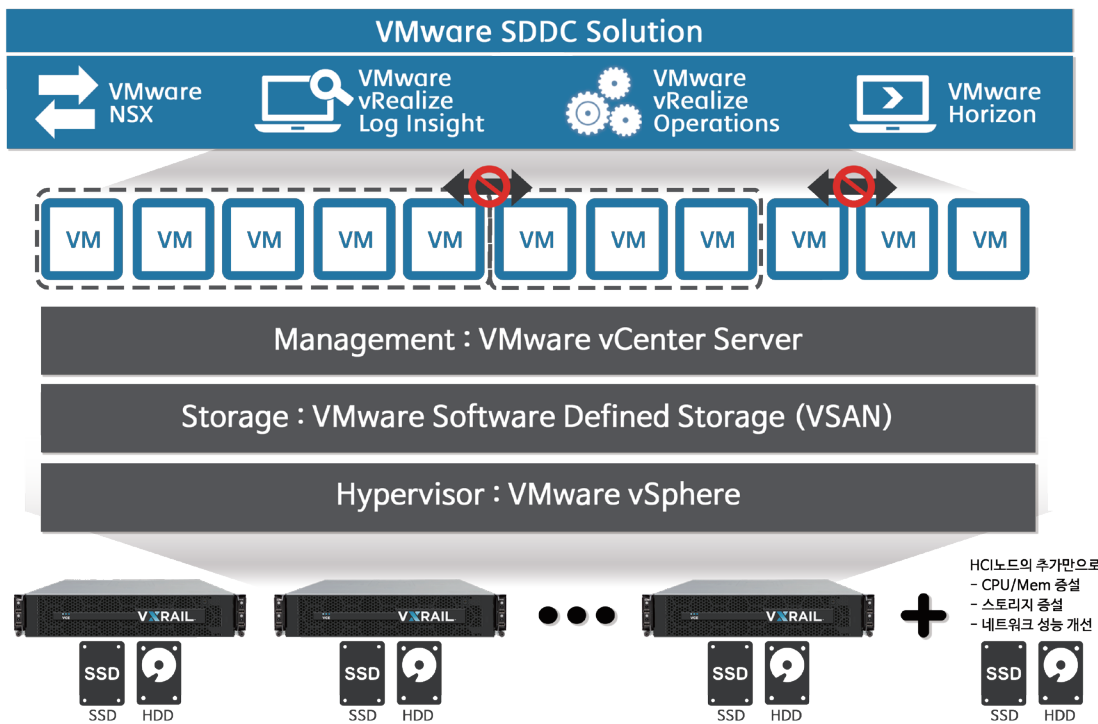 VMware SDDC Solution
VMware
NSX
VMware
vRealize
Log Insight
VMware
vRealize
Operations
VMware
Horizon
VM VM VM VM VM VM VM VM VM VM VM
Management : VMware vCenter Server
Storage : VMware Software Defined Storage (VSAN)
Hypervisor : VMware vSphere
HCI노드의 추가만으로
- CPU/Mem 증설
- 스토리지 증설
- 네트워크 성능 개선
VXRAIL VXRAIL VXRAIL
SSD SSD SSD SSD
SSD HDD SSD HDD SSD HDD SSD HDD